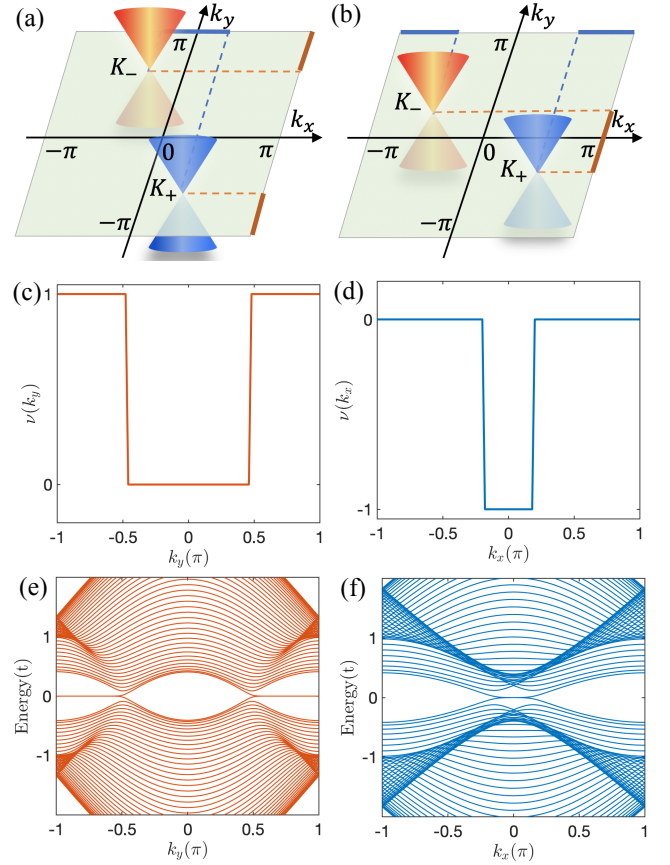 (a)
k_y
π
K_−
k_x
−π
0
π
K_+
−π
(b)
k_y
π
K_−
k_x
−π
0
π
K_+
−π
(c)
1
0
ν(k_y)
-1 -0.5 0 0.5 1
k_y(π)
(d)
0
-1
ν(k_x)
-1 -0.5 0 0.5 1
k_x(π)
(e)
1
0
-1
Energy(t)
-1 -0.5 0 0.5 1
k_y(π)
(f)
1
0
-1
Energy(t)
-1 -0.5 0 0.5 1
k_x(π)